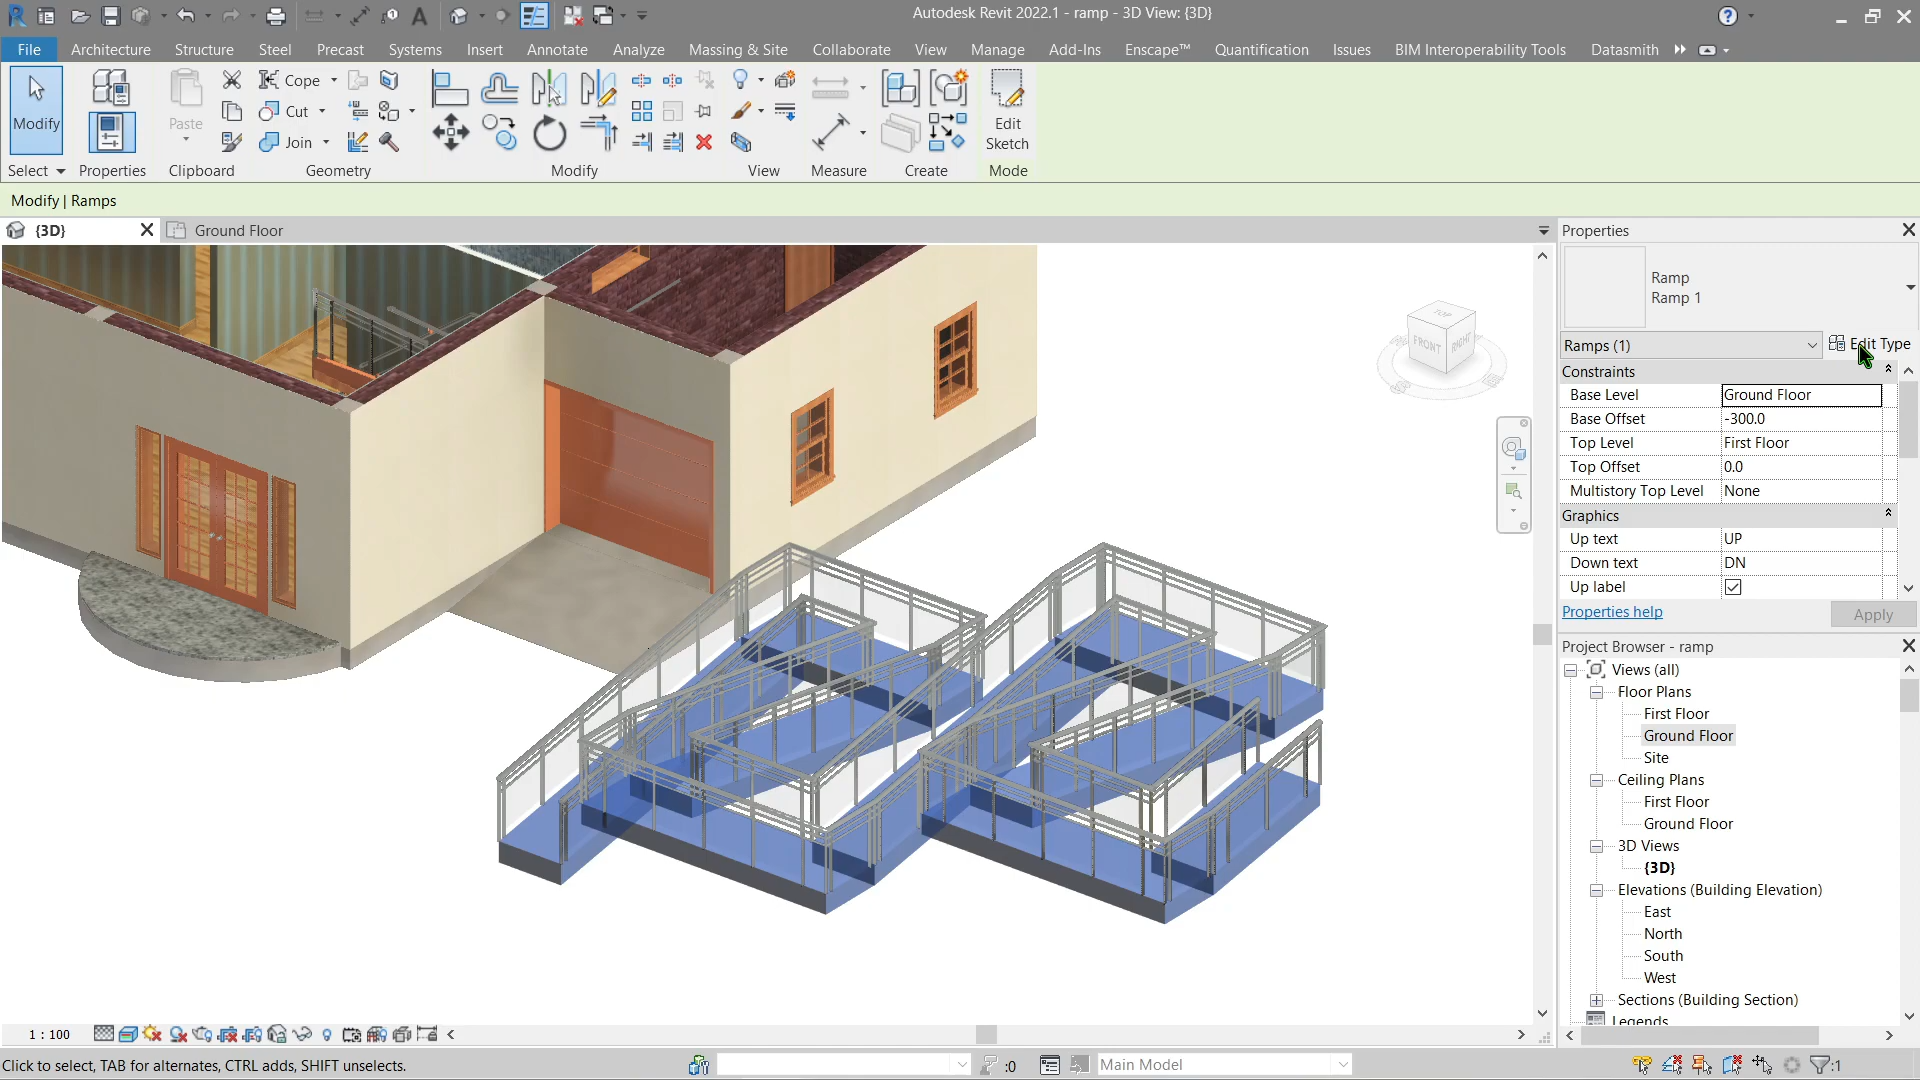 Autodesk Revit 2022.1 - ramp - 3D View: {3D}
File Architecture Structure Steel Precast Systems Insert Annotate Analyze Massing & Site Collaborate View Manage Add-Ins Enscape™ Quantification Issues BIM Interoperability Tools Datasmith
Modify
Paste
Cope
Cut
Join
Edit
Sketch
Select Properties Clipboard Geometry Modify View Measure Create Mode
Modify | Ramps
{3D} Ground Floor
TOP
FRONT
RIGHT
Properties
Ramp
Ramp 1
Ramps (1) Edit Type
Constraints
Base Level Ground Floor
Base Offset -300.0
Top Level First Floor
Top Offset 0.0
Multistory Top Level None
Graphics
Up text UP
Down text DN
Up label
Properties help Apply
Project Browser - ramp
Views (all)
Floor Plans
First Floor
Ground Floor
Site
Ceiling Plans
First Floor
Ground Floor
3D Views
{3D}
Elevations (Building Elevation)
East
North
South
West
Sections (Building Section)
Legends
1 : 100
Click to select, TAB for alternates, CTRL adds, SHIFT unselects.
:0
Main Model
:1